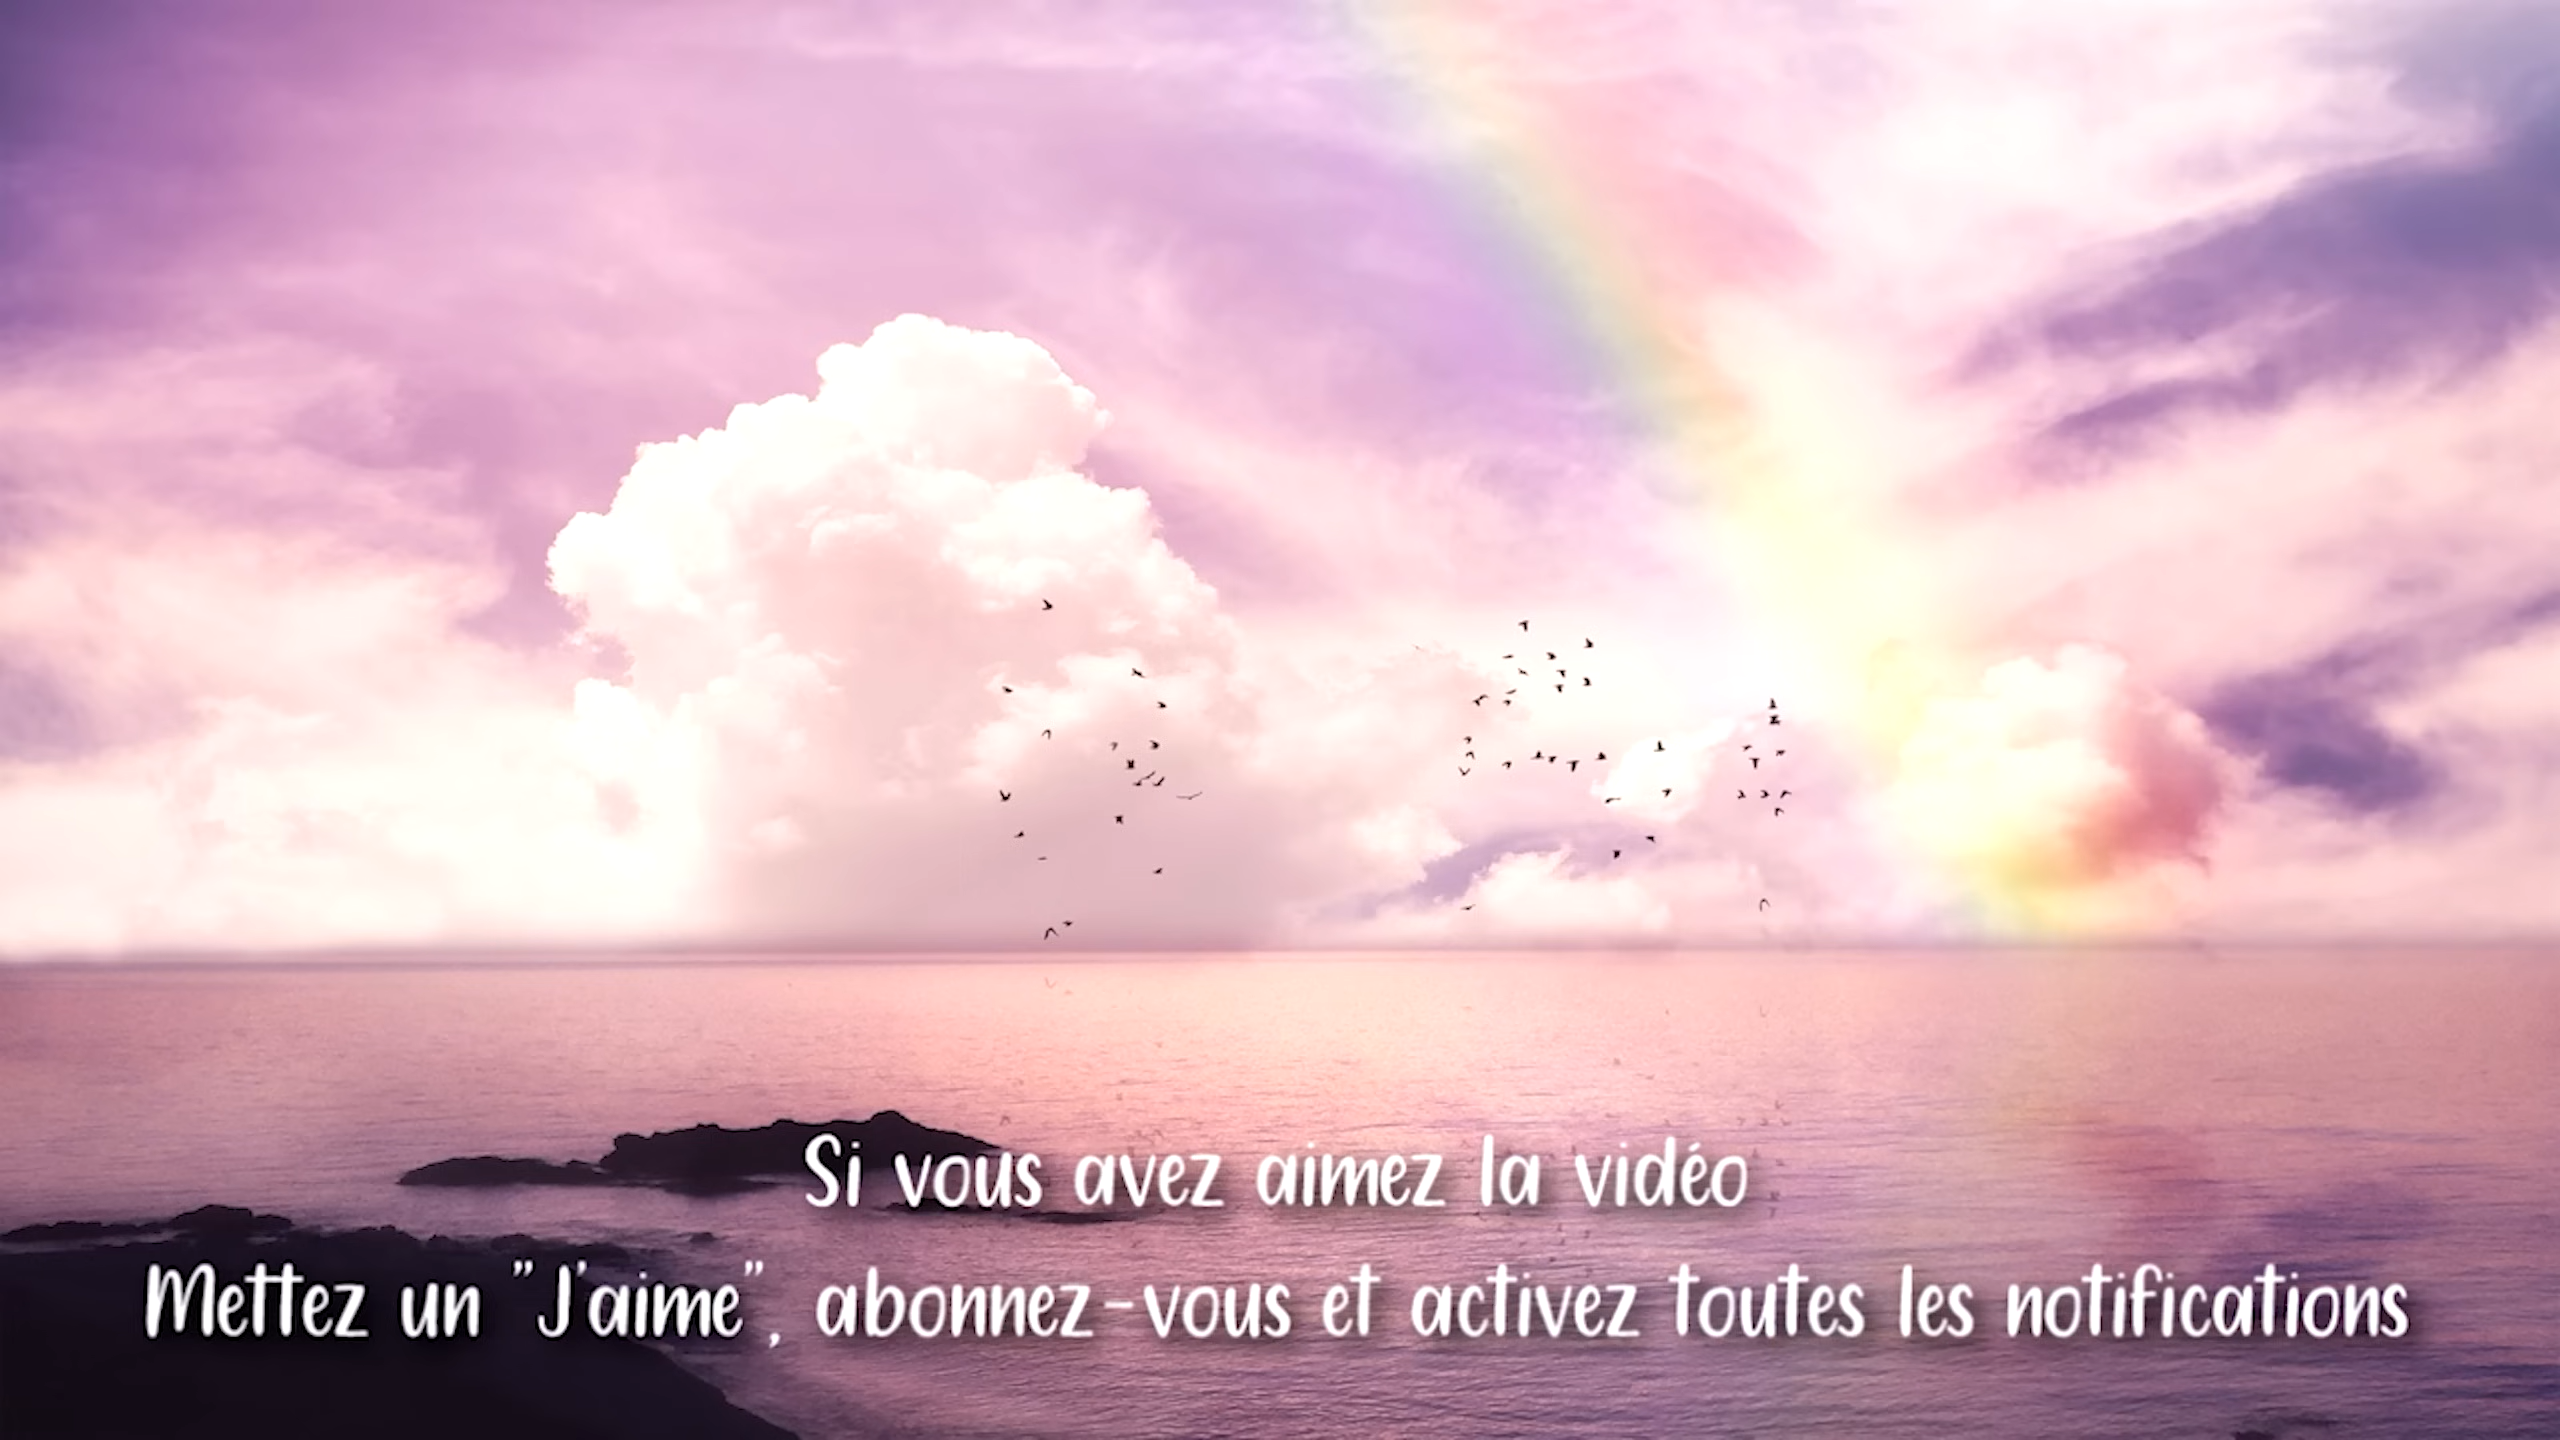 Si vous avez aimez la vidéo
Mettez un "J'aime", abonnez-vous et activez toutes les notifications